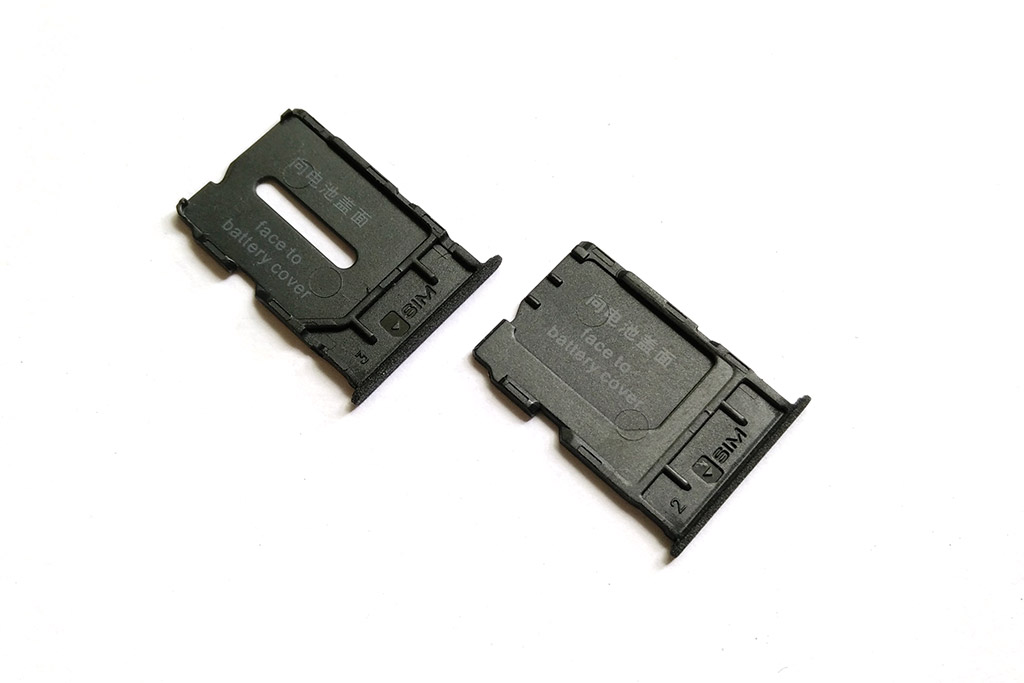 向电池盖面
face to
battery cover
SIM
向电池盖面
face to
battery cover
SIM
2